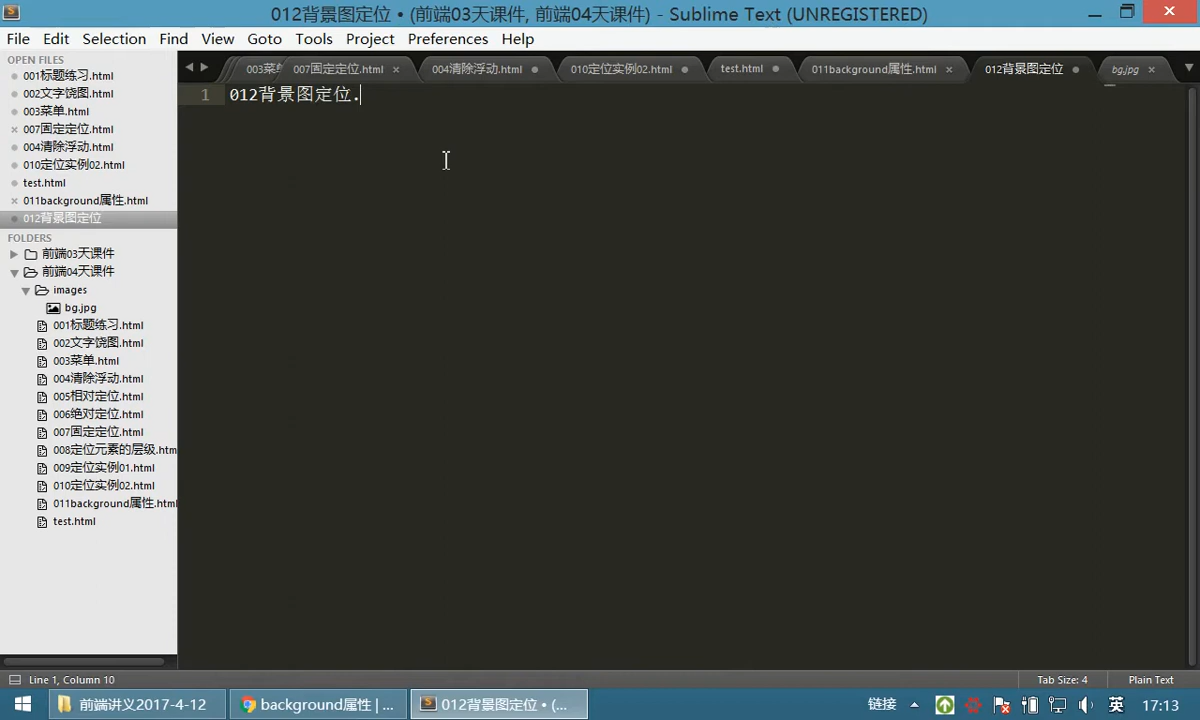 012背景图定位 • (前端03天课件, 前端04天课件) - Sublime Text (UNREGISTERED)
File Edit Selection Find View Goto Tools Project Preferences Help
OPEN FILES
001标题练习.html
002文字饶图.html
003菜单.html
007固定定位.html
004清除浮动.html
010定位实例02.html
test.html
011background属性.html
012背景图定位
FOLDERS
前端03天课件
前端04天课件
images
bg.jpg
001标题练习.html
002文字饶图.html
003菜单.html
004清除浮动.html
005相对定位.html
006绝对定位.html
007固定定位.html
008定位元素的层级.htm
009定位实例01.html
010定位实例02.html
011background属性.html
test.html
003菜 007固定定位.html 004清除浮动.html 010定位实例02.html test.html 011background属性.html 012背景图定位 bg.jpg
1 012背景图定位.
Line 1, Column 10 Tab Size: 4 Plain Text
前端讲义2017-4-12 background属性 | ... 012背景图定位 • (... 链接 英 17:13